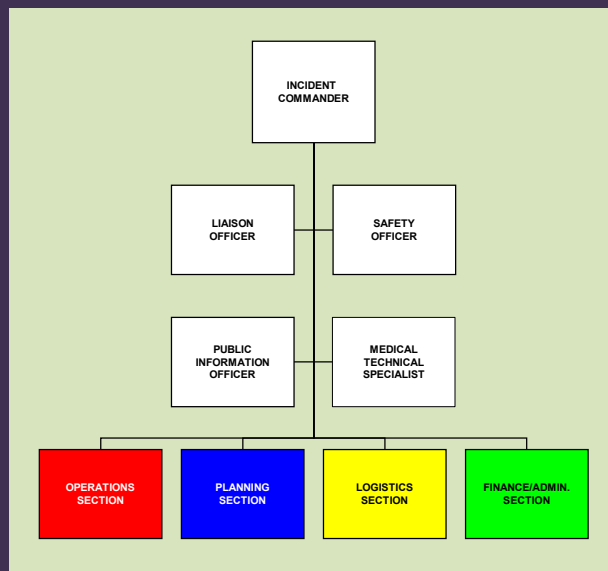 INCIDENT
COMMANDER
LIAISON
OFFICER
SAFETY
OFFICER
PUBLIC
INFORMATION
OFFICER
MEDICAL
TECHNICAL
SPECIALIST
OPERATIONS
SECTION
PLANNING
SECTION
LOGISTICS
SECTION
FINANCE/ADMIN.
SECTION